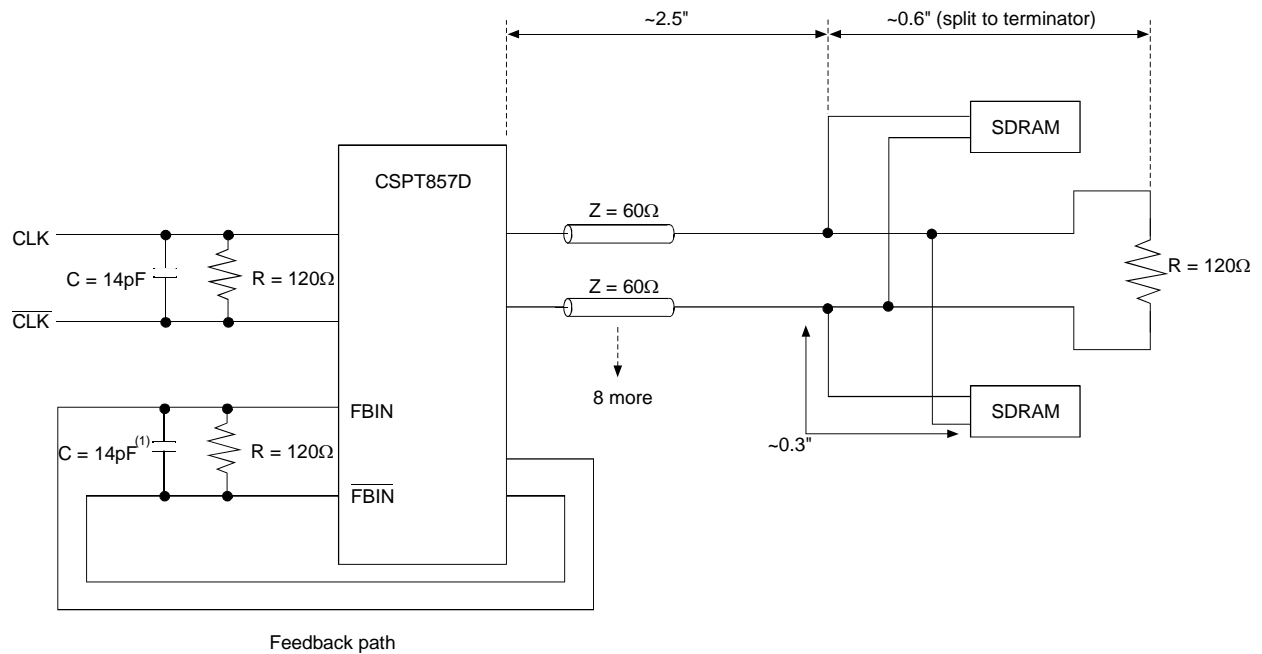 ~2.5"
~0.6" (split to terminator)
SDRAM
CSPT857D
Z = 60Ω
CLK
C = 14pF
R = 120Ω
R = 120Ω
Z = 60Ω
CLK
8 more
FBIN
SDRAM
C = 14pF(1)
R = 120Ω
~0.3"
FBIN
Feedback path